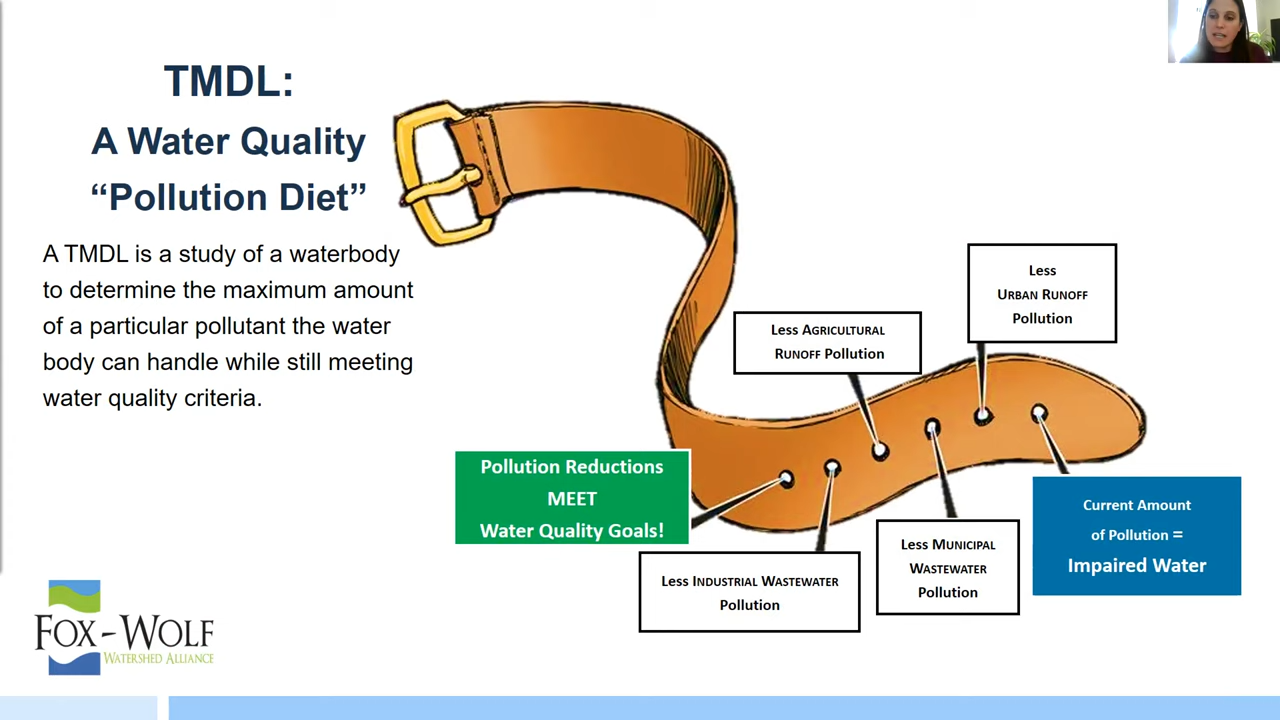 TMDL:
A Water Quality
“Pollution Diet”
A TMDL is a study of a waterbody
to determine the maximum amount
of a particular pollutant the water
body can handle while still meeting
water quality criteria.
Less
URBAN RUNOFF
Pollution
Less AGRICULTURAL
RUNOFF Pollution
Pollution Reductions
MEET
Water Quality Goals!
Less INDUSTRIAL WASTEWATER
Pollution
Less MUNICIPAL
WASTEWATER
Pollution
Current Amount
of Pollution =
Impaired Water
FOX-WOLF
WATERSHED ALLIANCE